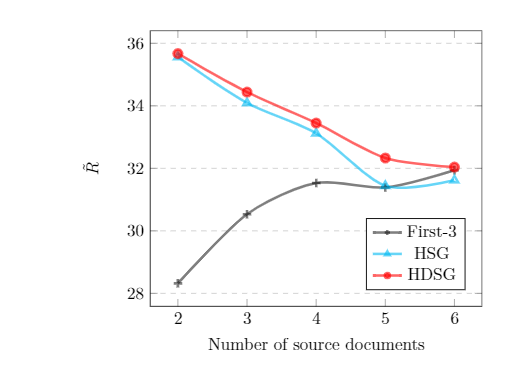 36
34
32
30
28
R̃
2 3 4 5 6
Number of source documents
First-3
HSG
HDSG